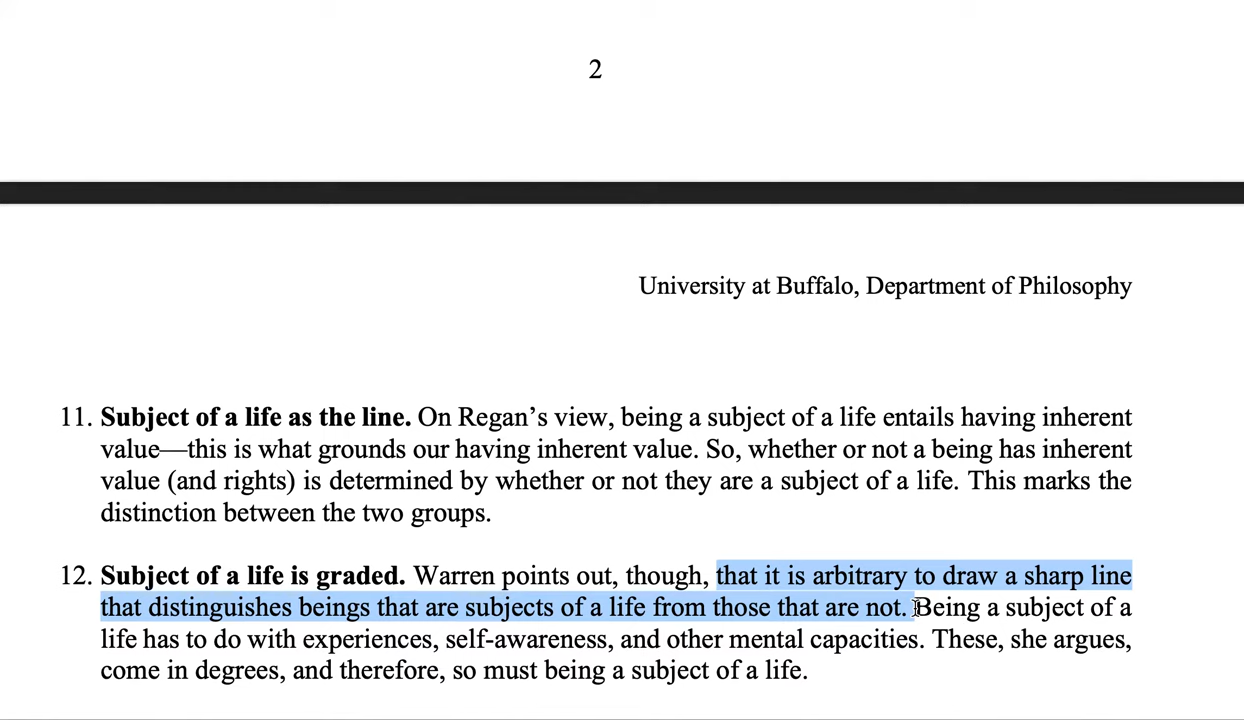 2
University at Buffalo, Department of Philosophy
11. Subject of a life as the line. On Regan’s view, being a subject of a life entails having inherent
value—this is what grounds our having inherent value. So, whether or not a being has inherent
value (and rights) is determined by whether or not they are a subject of a life. This marks the
distinction between the two groups.
12. Subject of a life is graded. Warren points out, though, that it is arbitrary to draw a sharp line
that distinguishes beings that are subjects of a life from those that are not. Being a subject of a
life has to do with experiences, self-awareness, and other mental capacities. These, she argues,
come in degrees, and therefore, so must being a subject of a life.